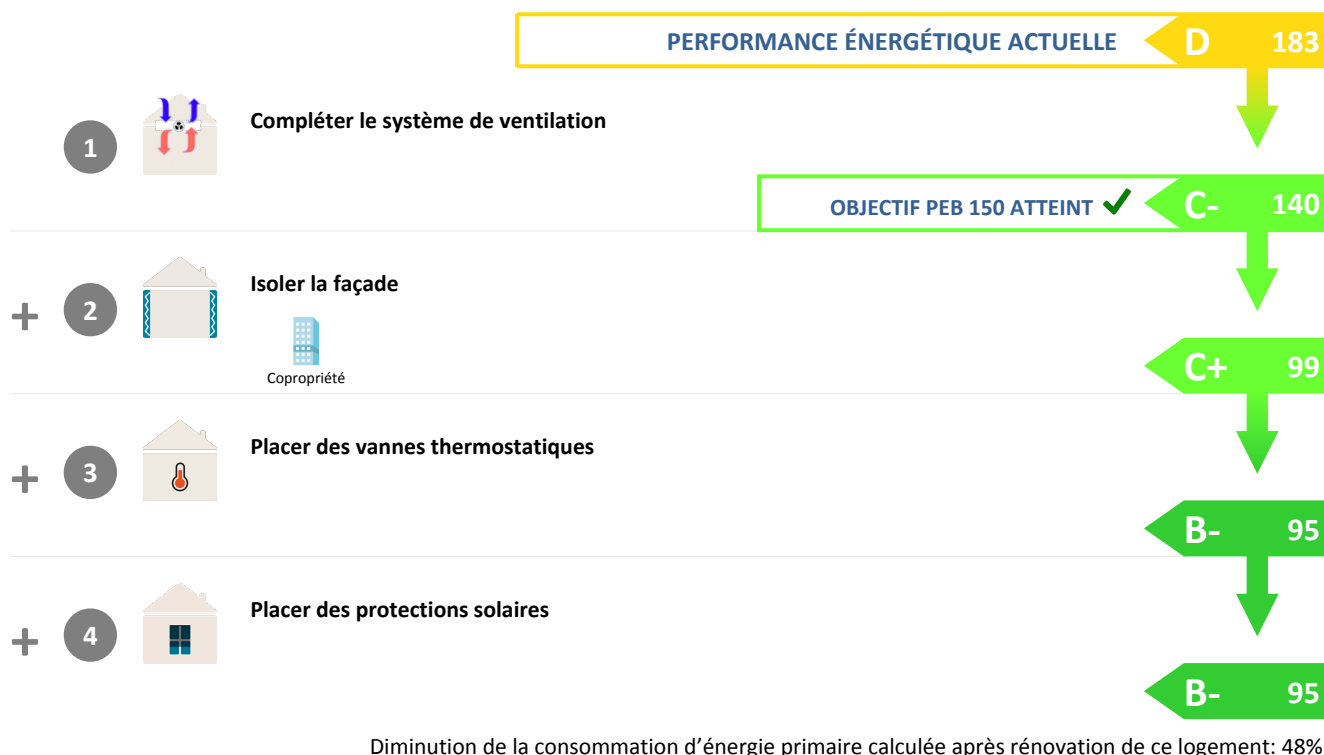 PERFORMANCE ÉNERGÉTIQUE ACTUELLE D 183
1 Compléter le système de ventilation
OBJECTIF PEB 150 ATTEINT ✓ C- 140
+ 2 Isoler la façade
Copropriété
C+ 99
+ 3 Placer des vannes thermostatiques
B- 95
+ 4 Placer des protections solaires
B- 95
Diminution de la consommation d’énergie primaire calculée après rénovation de ce logement: 48%